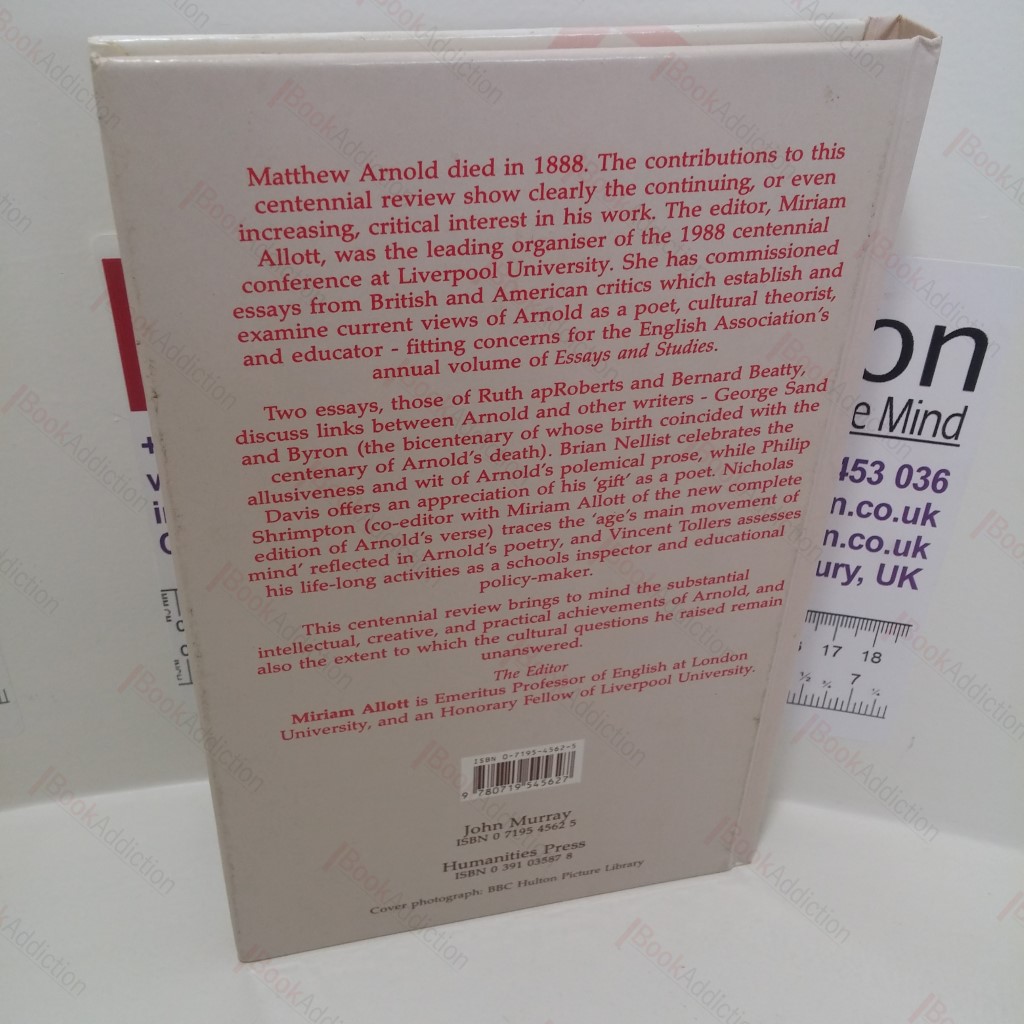 Matthew Arnold died in 1888. The contributions to this
centennial review show clearly the continuing, or even
increasing, critical interest in his work. The editor, Miriam
Allott, was the leading organiser of the 1988 centennial
conference at Liverpool University. She has commissioned
essays from British and American critics which establish and
examine current views of Arnold as a poet, cultural theorist,
and educator - fitting concerns for the English Association's
annual volume of Essays and Studies.
Two essays, those of Ruth apRoberts and Bernard Beatty,
discuss links between Arnold and other writers - George Sand
and Byron (the bicentenary of whose birth coincided with the
centenary of Arnold's death). Brian Nellist celebrates the
allusiveness and wit of Arnold's polemical prose, while Philip
Davis offers an appreciation of his 'gift' as a poet. Nicholas
Shrimpton (co-editor with Miriam Allott of the new complete
edition of Arnold's verse) traces the 'age's main movement of
mind' reflected in Arnold's poetry, and Vincent Tollers assesses
his life-long activities as a schools inspector and educational
policy-maker.
This centennial review brings to mind the substantial
intellectual, creative, and practical achievements of Arnold, and
also the extent to which the cultural questions he raised remain
unanswered.
The Editor
Miriam Allott is Emeritus Professor of English at London
University, and an Honorary Fellow of Liverpool University.
ISBN 0-7195-4562-5
9 780719 545627
John Murray
ISBN 0 7195 4562 5
Humanities Press
ISBN 0 391 03587 8
Cover photograph: BBC Hulton Picture Library
on
e Mind
453 036
n.co.uk
n.co.uk
ury, UK
17 18
7
BookAddiction